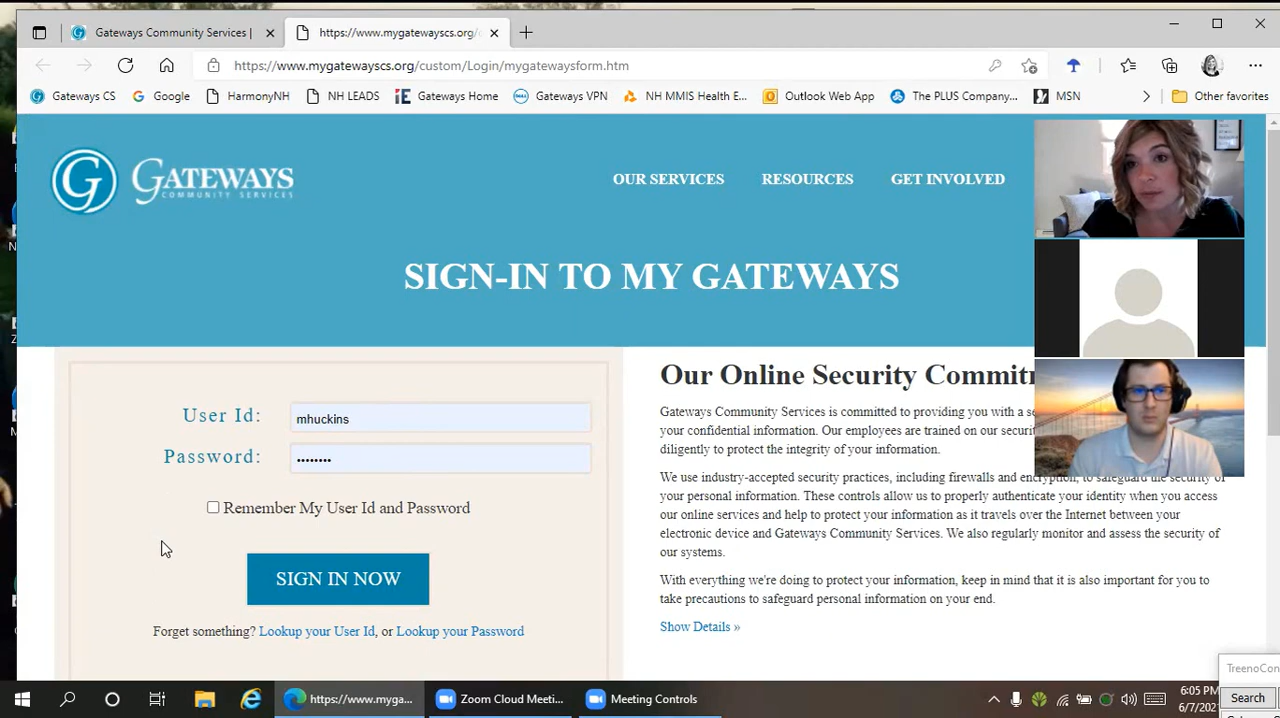 Gateways Community Services |
https://www.mygatewayscs.org/
https://www.mygatewayscs.org/custom/Login/mygatewaysform.htm
Gateways CS
Google
HarmonyNH
NH LEADS
Gateways Home
Gateways VPN
NH MMIS Health E...
Outlook Web App
The PLUS Company...
MSN
Other favorites
G GATEWAYS
COMMUNITY SERVICES
OUR SERVICES
RESOURCES
GET INVOLVED
SIGN-IN TO MY GATEWAYS
User Id:
mhuckins
Password:
••••••••
Remember My User Id and Password
SIGN IN NOW
Forget something? Lookup your User Id, or Lookup your Password
Our Online Security
Gateways Community Services is committed to providing you with a
your confidential information. Our employees are trained on our
diligently to protect the integrity of your information.
We use industry-accepted security practices, including firewalls and encryption, to safeguard the security of
your personal information. These controls allow us to properly authenticate your identity when you access
our online services and help to protect your information as it travels over the Internet between your
electronic device and Gateways Community Services. We also regularly monitor and assess the security of
our systems.
With everything we're doing to protect your information, keep in mind that it is also important for you to
take precautions to safeguard personal information on your end.
Show Details »
TreenoCon
Search
https://www.myga...
Zoom Cloud Meeti...
Meeting Controls
6:05 PM